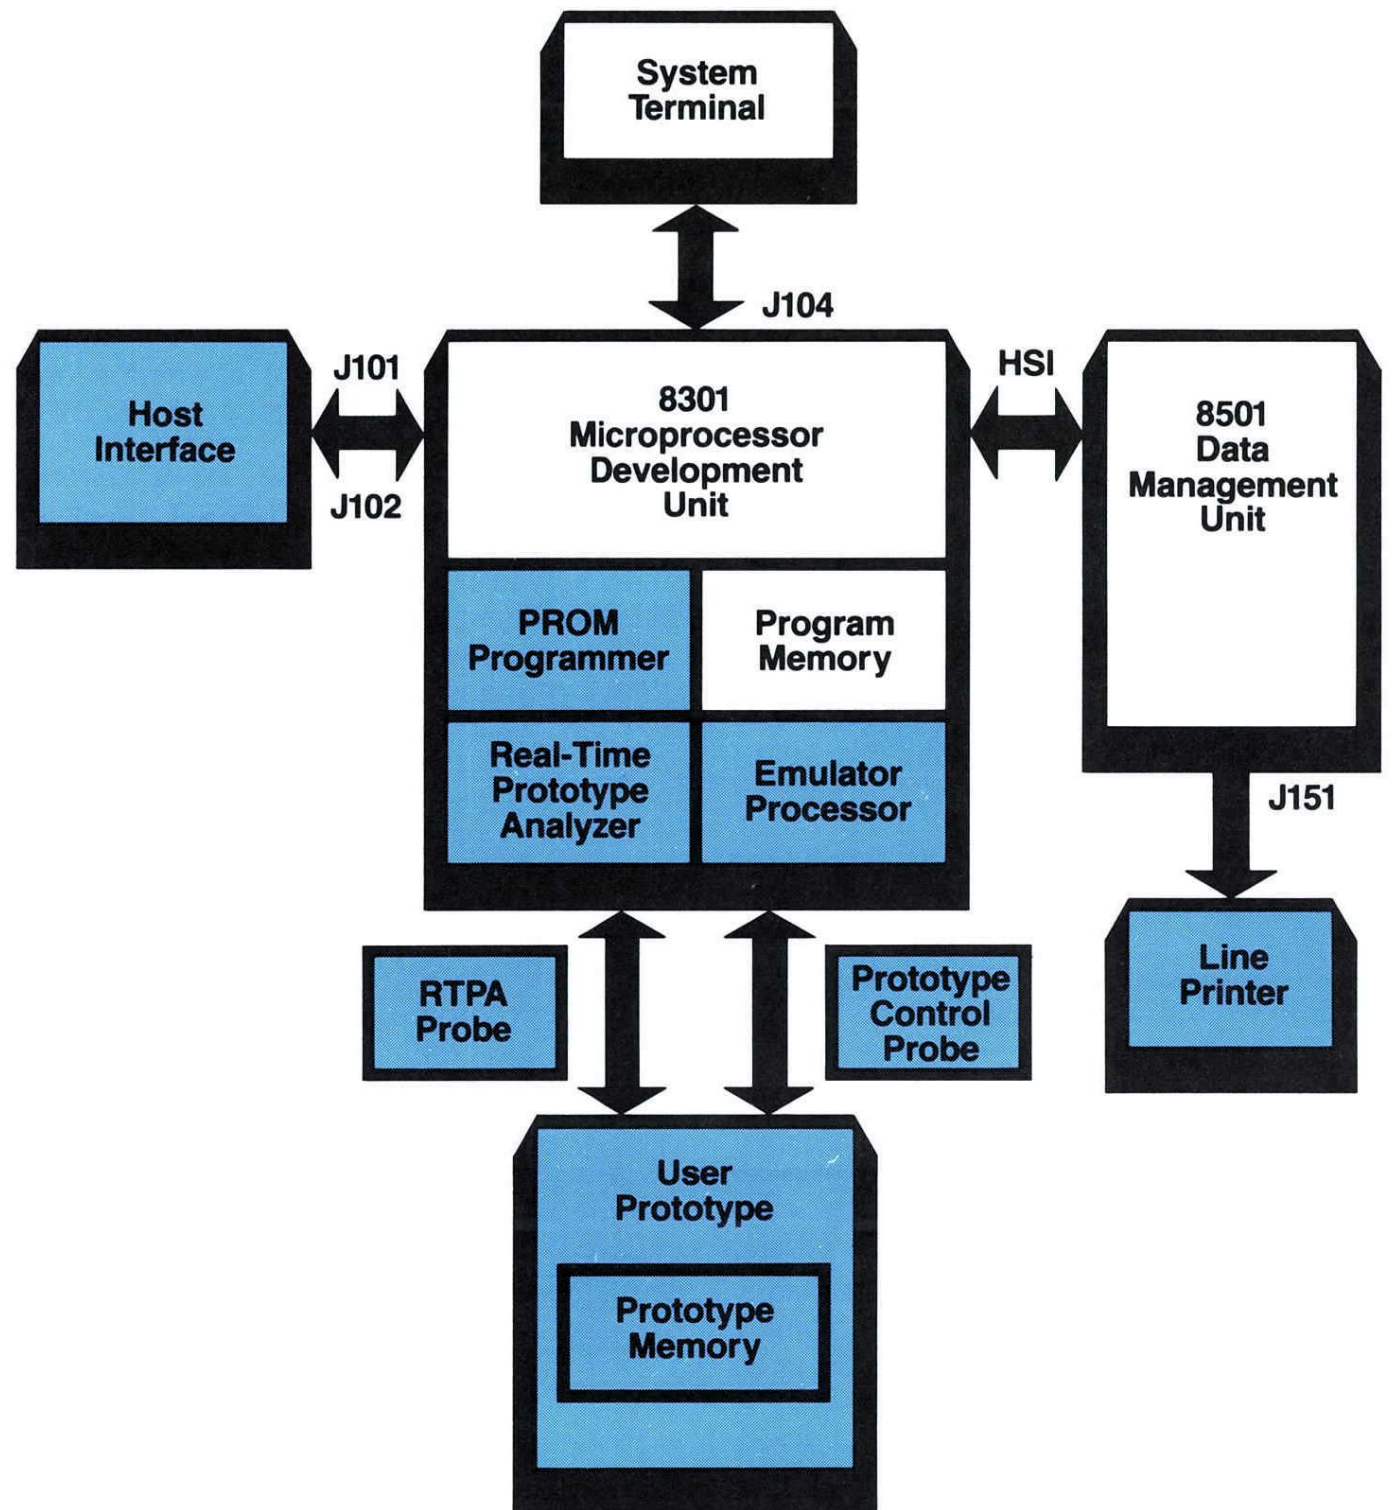 System
Terminal
J104
J101
Host
Interface
J102
8301
Microprocessor
Development
Unit
HSI
8501
Data
Management
Unit
PROM
Programmer
Program
Memory
Real-Time
Prototype
Analyzer
Emulator
Processor
J151
RTPA
Probe
Prototype
Control
Probe
Line
Printer
User
Prototype
Prototype
Memory